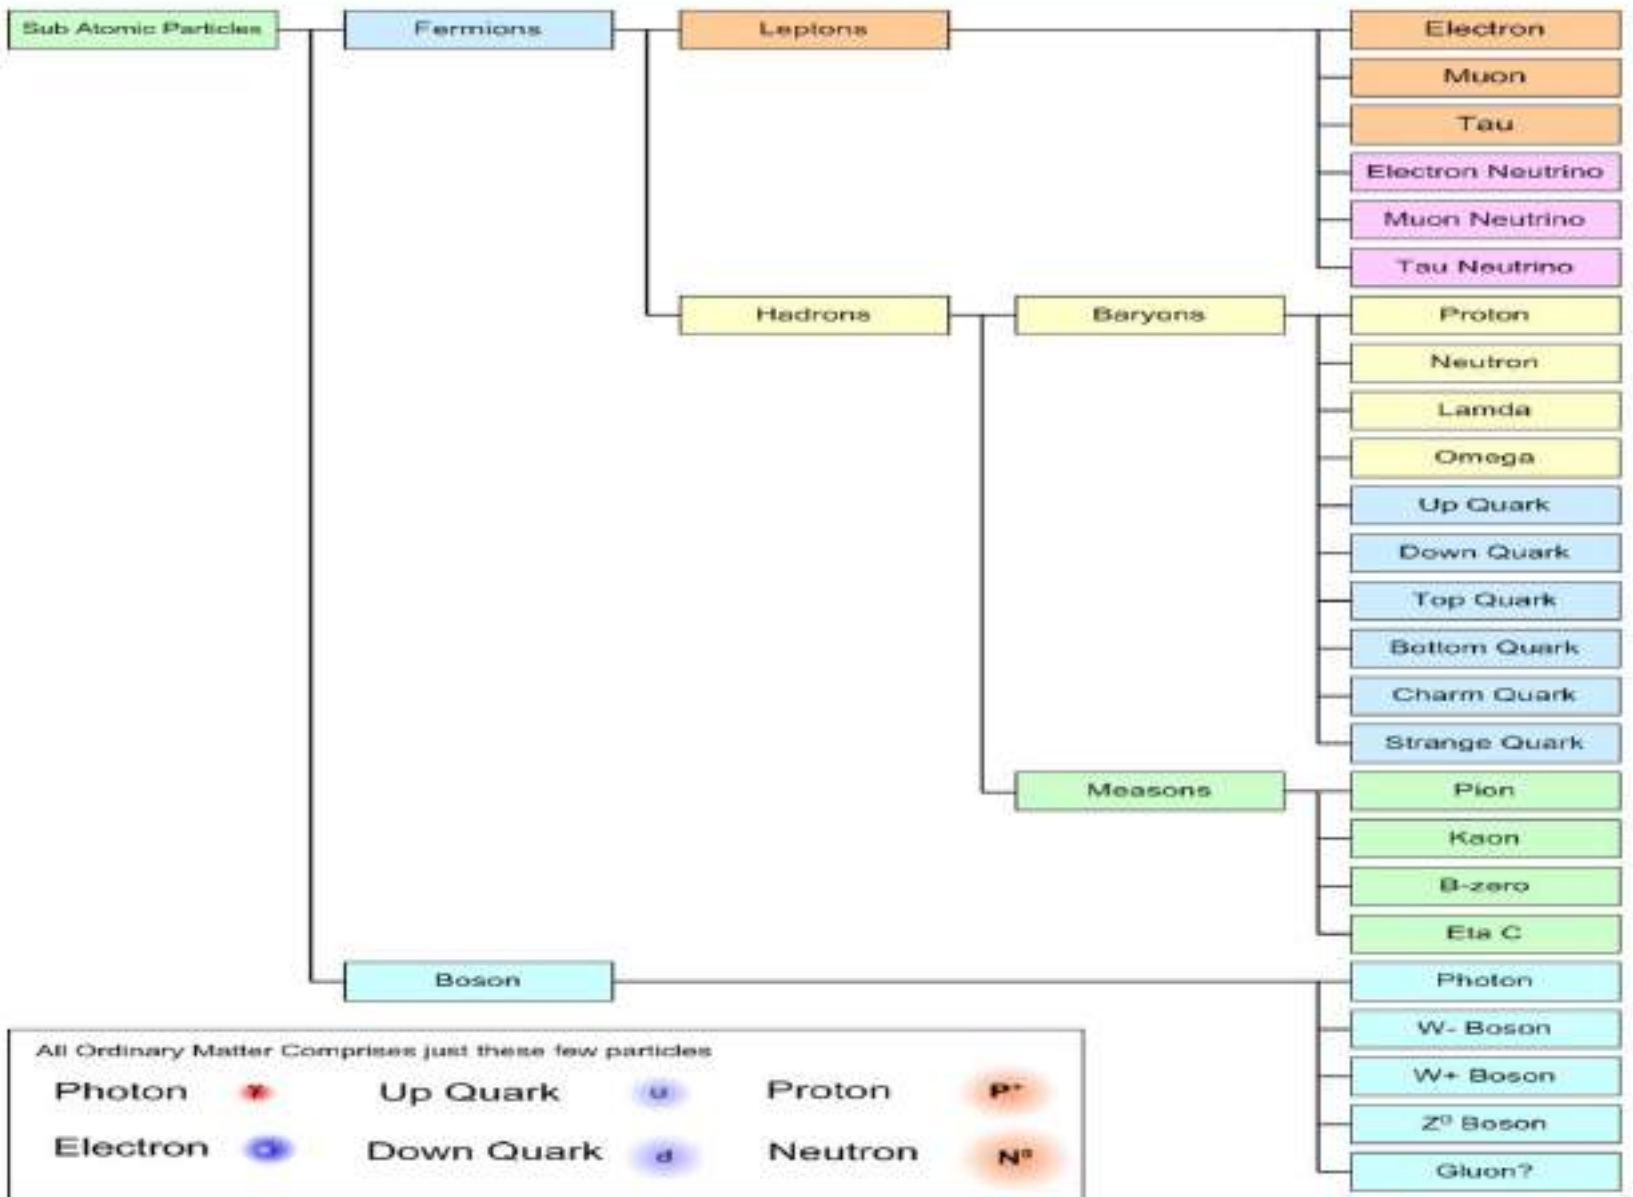 Sub Atomic Particles
Fermions
Leptons
Electron
Muon
Tau
Electron Neutrino
Muon Neutrino
Tau Neutrino
Hadrons
Baryons
Proton
Neutron
Lamda
Omega
Up Quark
Down Quark
Top Quark
Bottom Quark
Charm Quark
Strange Quark
Measons
Pion
Kaon
B-zero
Eta C
Boson
Photon
W- Boson
W+ Boson
Z⁰ Boson
Gluon?
All Ordinary Matter Comprises just these few particles
Photon γ Up Quark u Proton P⁺
Electron Down Quark d Neutron N⁰